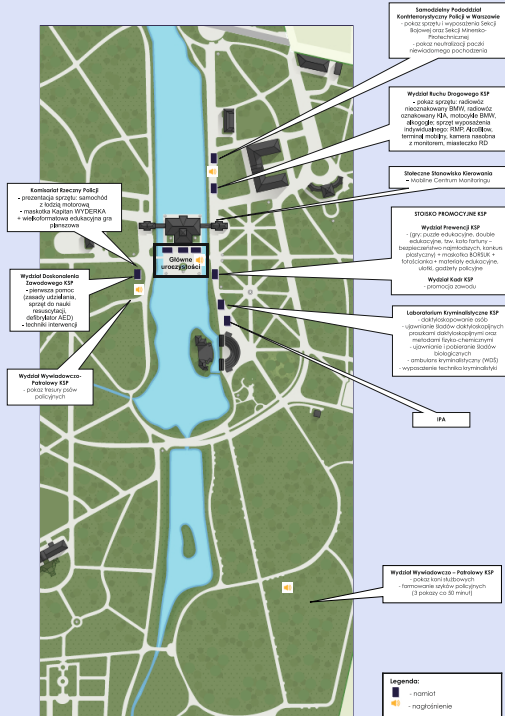 Samodzielny Pododdział
Kontrterrorystyczny Policji w Warszawie
- pokaz sprzętu i wyposażenia Sekcji
Bojowej oraz Sekcji Minersko-
Pirotechnicznej
- pokaz neutralizacji paczki
niewiadomego pochodzenia
Wydział Ruchu Drogowego KSP
- pokaz sprzętu: radiowóz
nieoznakowany BMW, radiowóz
oznakowany KIA, motocykle BMW,
alkogogle; sprzęt wyposażenia
indywidualnego: RMP, AlcoBlow,
terminal mobilny, kamera nasobna
z monitorem, miasteczko RD
Stołeczne Stanowisko Kierowania
- Mobilne Centrum Monitoringu
Komisariat Rzeczny Policji
- prezentacja sprzętu: samochód
z łodzią motorową
- maskotka Kapitan WYDERKA
+ wielkoformatowa edukacyjna gra
planszowa
STOISKO PROMOCYJNE KSP
Wydział Prewencji KSP
- (gry: puzzle edukacyjne, double
edukacyjne, tzw. koło fortuny –
bezpieczeństwo najmłodszych, konkurs
plastyczny) + maskotka BORSUK +
fotościanka + materiały edukacyjne,
ulotki, gadżety policyjne
Wydział Kadr KSP
- promocja zawodu
Główne
uroczystości
Wydział Doskonalenia
Zawodowego KSP
- pierwsza pomoc
(zasady udzielania,
sprzęt do nauki
resuscytacji,
defibrylator AED)
- techniki interwencji
Laboratorium Kryminalistyczne KSP
- daktyloskopowanie osób
- ujawnianie śladów daktyloskopijnych
proszkami daktyloskopijnymi oraz
metodami fizyko-chemicznymi
- ujawnianie i pobieranie śladów
biologicznych
- ambulans kryminalistyczny (WDŚ)
- wyposażenie technika kryminalistyki
Wydział Wywiadowczo-
Patrolowy KSP
- pokaz tresury psów
policyjnych
IPA
Wydział Wywiadowczo – Patrolowy KSP
- pokaz koni służbowych
- formowanie szyków policyjnych
(3 pokazy co 50 minut)
Legenda:
- namiot
- nagłośnienie